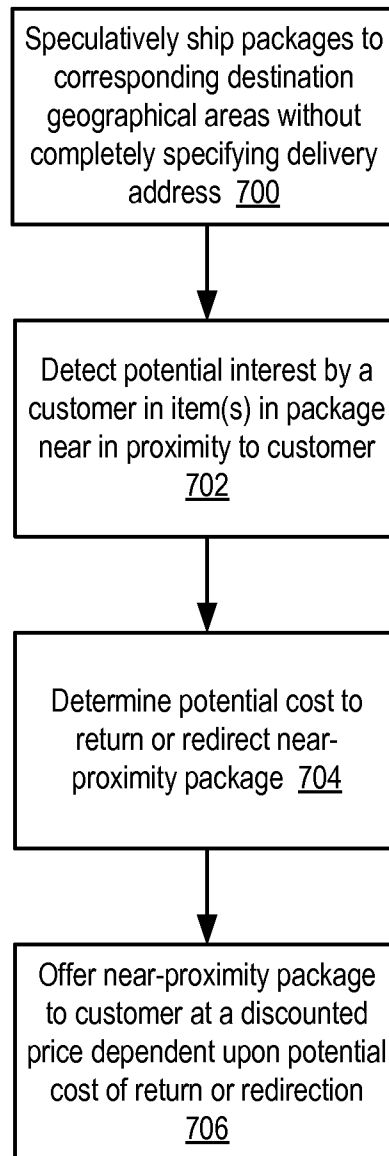 Speculatively ship packages to
corresponding destination
geographical areas without
completely specifying delivery
address 700
Detect potential interest by a
customer in item(s) in package
near in proximity to customer
702
Determine potential cost to
return or redirect near-
proximity package 704
Offer near-proximity package
to customer at a discounted
price dependent upon potential
cost of return or redirection
706